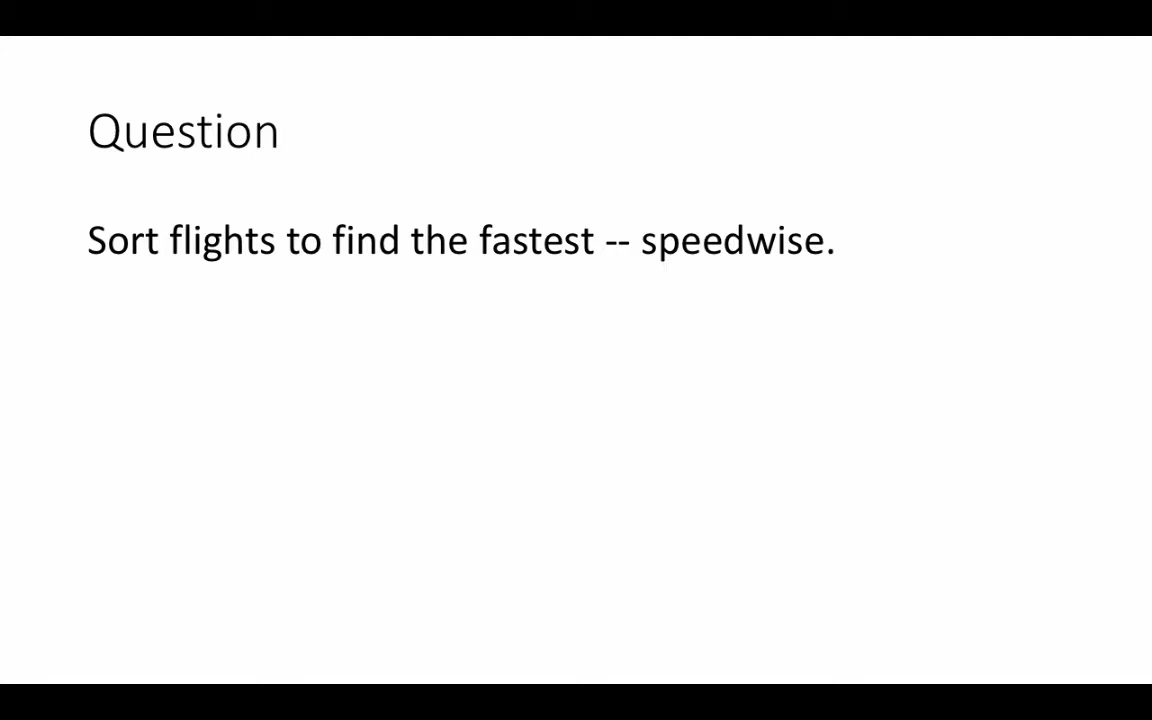 Question
Sort flights to find the fastest -- speedwise.